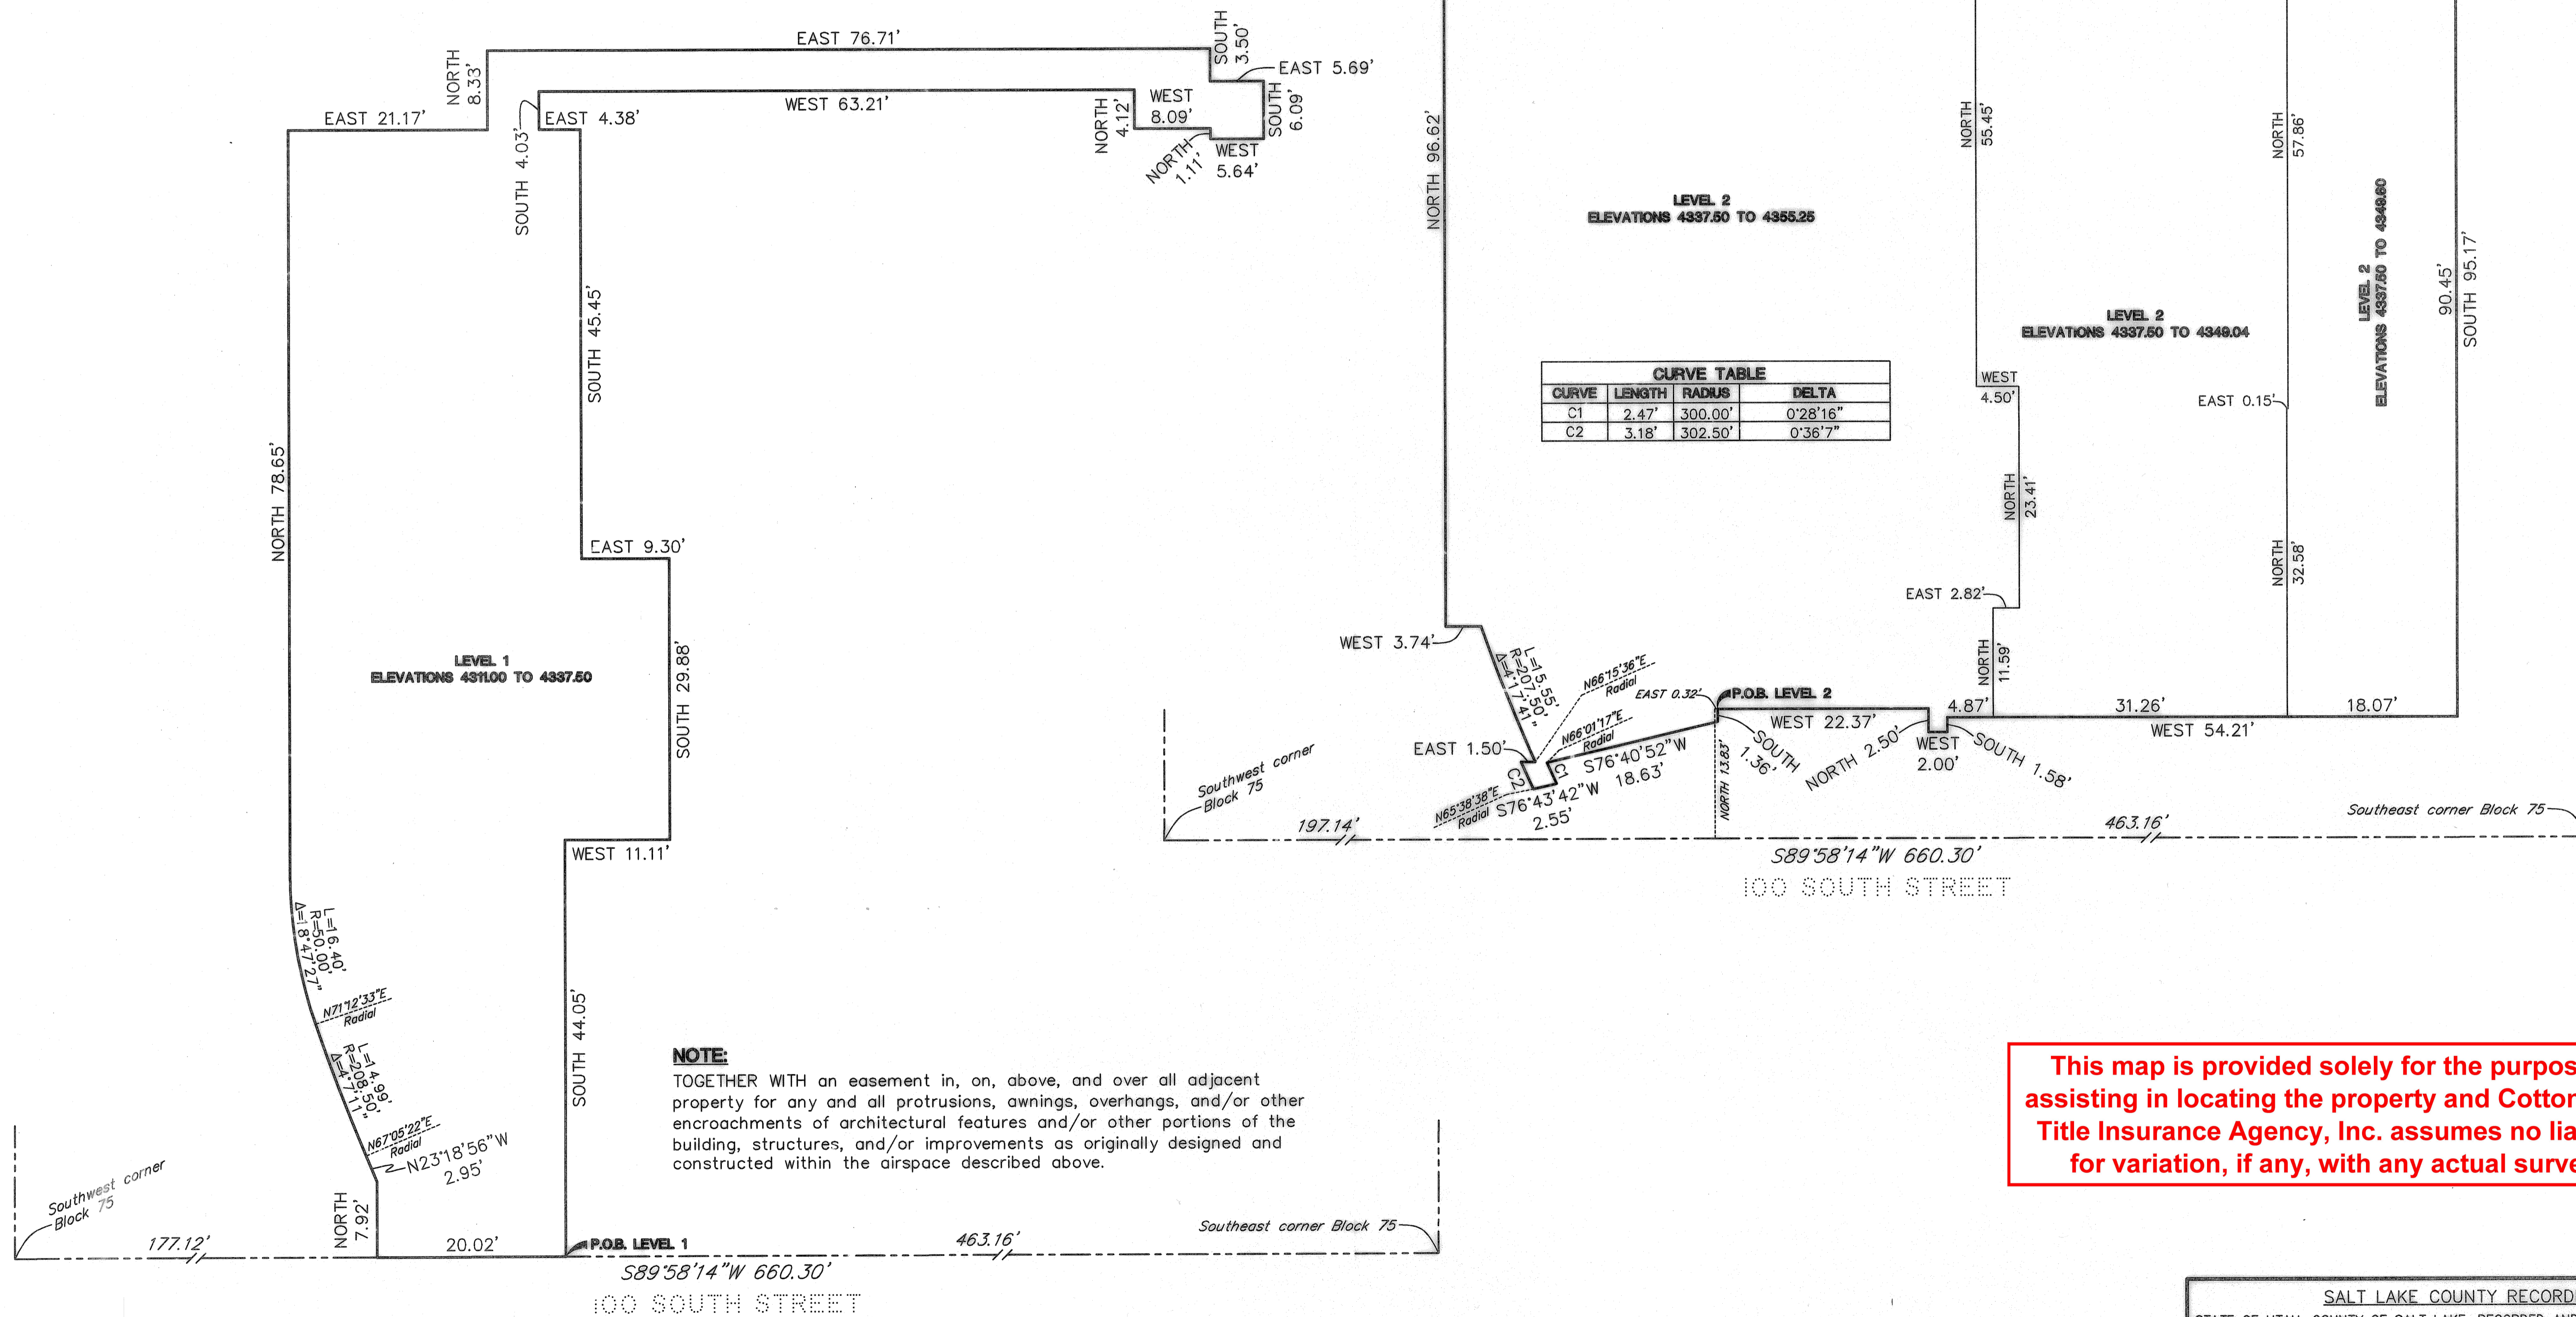 EAST 76.71'
NORTH
8.33'
SOUTH
3.50'
EAST 5.69'
EAST 21.17'
SOUTH 4.03'
EAST 4.38'
WEST 63.21'
NORTH
4.12'
WEST
8.09'
SOUTH
6.09'
NORTH
1.11'
WEST
5.64'
SOUTH 45.45'
NORTH 78.65'
EAST 9.30'
LEVEL 1
ELEVATIONS 4311.00 TO 4337.50
SOUTH 29.88'
WEST 11.11'
L=16.40'
R=50.00'
Δ=18°47'27"
N71°12'33"E
Radial
L=14.99'
R=208.50'
Δ=4°7'11"
N67°05'22"E
Radial
N23°18'56"W
2.95'
SOUTH 44.05'
NOTE:
TOGETHER WITH an easement in, on, above, and over all adjacent
property for any and all protrusions, awnings, overhangs, and/or other
encroachments of architectural features and/or other portions of the
building, structures, and/or improvements as originally designed and
constructed within the airspace described above.
Southwest corner
Block 75
NORTH
7.92'
177.12'
20.02'
P.O.B. LEVEL 1
463.16'
Southeast corner Block 75
S89°58'14"W 660.30'
100 SOUTH STREET
NORTH 96.62'
LEVEL 2
ELEVATIONS 4337.50 TO 4355.25
NORTH
55.45'
NORTH
57.86'
LEVEL 2
ELEVATIONS 4337.50 TO 4349.60
90.45'
SOUTH 95.17'
LEVEL 2
ELEVATIONS 4337.50 TO 4349.04
CURVE TABLE
CURVE LENGTH RADIUS DELTA
C1 2.47' 300.00' 0°28'16"
C2 3.18' 302.50' 0°36'7"
WEST
4.50'
EAST 0.15'
NORTH
23.41'
NORTH
32.58'
EAST 2.82'
NORTH
11.59'
WEST 3.74'
L=15.55'
R=207.50'
Δ=4°17'41"
N66°15'36"E
Radial
EAST 0.32'
P.O.B. LEVEL 2
N66°01'17"E
Radial
WEST 22.37'
4.87'
31.26'
18.07'
WEST 54.21'
EAST 1.50'
C2
C1
S76°40'52"W
18.63'
NORTH 13.83'
SOUTH
1.36'
NORTH 2.50'
WEST
2.00'
SOUTH 1.58'
N65°38'38"E
Radial
S76°43'42"W
2.55'
Southwest corner
Block 75
197.14'
463.16'
Southeast corner Block 75
S89°58'14"W 660.30'
100 SOUTH STREET
This map is provided solely for the purpos
assisting in locating the property and Cotton
Title Insurance Agency, Inc. assumes no lia
for variation, if any, with any actual surve
SALT LAKE COUNTY RECORD